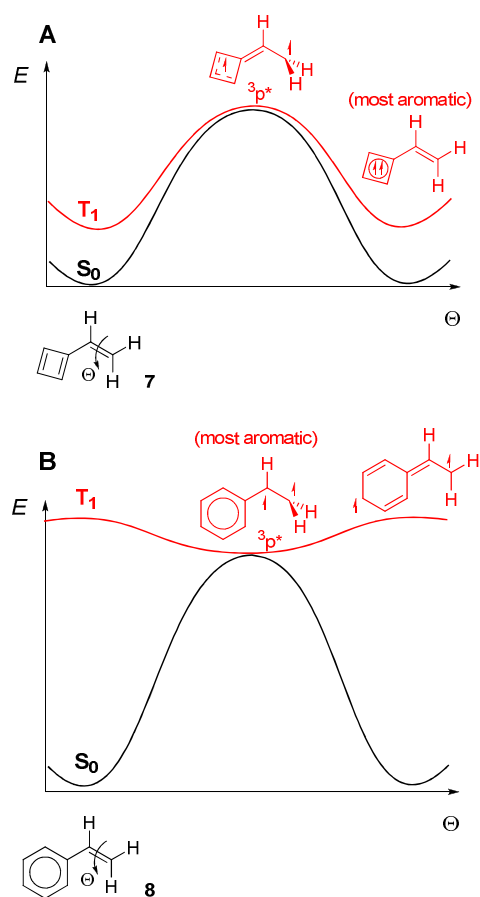 A
E
H
H
H
³p*
(most aromatic)
H
H
H
T₁
S₀
Θ
H
H
H
Θ
7
B
(most aromatic)
H
H
H
³p*
H
H
H
E
T₁
S₀
Θ
H
H
H
Θ
8